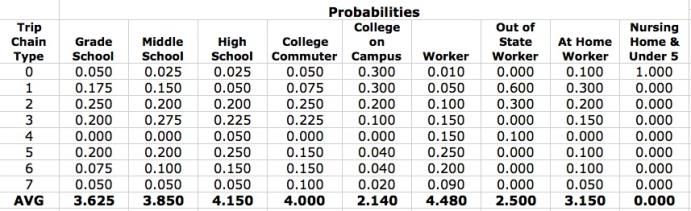 Probabilities
Trip Chain Type Grade School Middle School High School College Commuter College on Campus Worker Out of State Worker At Home Worker Nursing Home & Under 5
0 0.050 0.025 0.025 0.050 0.300 0.010 0.000 0.100 1.000
1 0.175 0.150 0.050 0.075 0.300 0.050 0.600 0.300 0.000
2 0.250 0.200 0.200 0.250 0.200 0.100 0.300 0.200 0.000
3 0.200 0.275 0.225 0.225 0.100 0.150 0.000 0.150 0.000
4 0.000 0.000 0.050 0.000 0.000 0.150 0.100 0.000 0.000
5 0.200 0.200 0.250 0.150 0.040 0.250 0.000 0.100 0.000
6 0.075 0.100 0.150 0.150 0.040 0.200 0.000 0.100 0.000
7 0.050 0.050 0.050 0.100 0.020 0.090 0.000 0.050 0.000
AVG 3.625 3.850 4.150 4.000 2.140 4.480 2.500 3.150 0.000